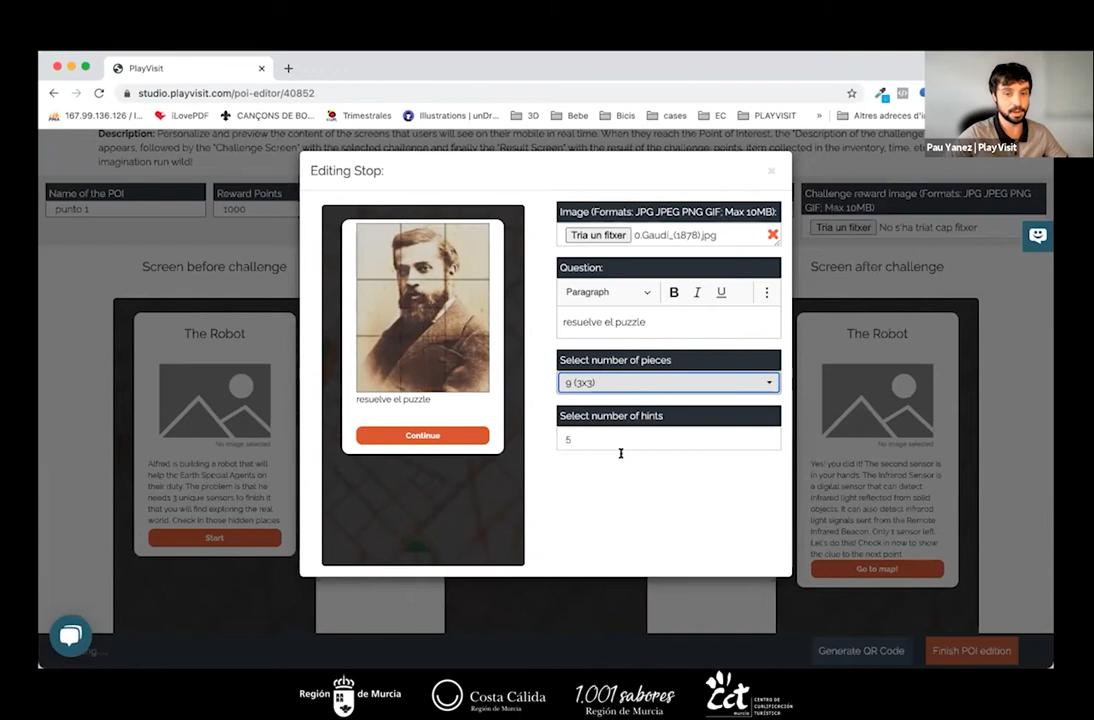 PlayVisit
studio.playvisit.com/poi-editor/40852
167.99.136.126 / l...
iLovePDF
CANÇONS DE BO...
Trimestrales
Illustrations | unDr...
3D
Bebe
Bicis
cases
EC
PLAYVISIT
»
Altres adreces d'i
Pau Yanez | PlayVisit
Description: Personalize and preview the content of the screens that users will see on their mobile in real time. When they reach the Point of Interest, the "Description of the challenge
appears, followed by the "Challenge Screen" with the selected challenge and finally the "Result Screen" with the result of the challenge: points, item collected in the inventory, time, etc.
imagination run wild!
Name of the POI
punto 1
Reward Points
1000
Challenge reward image (Formats: JPG JPEG PNG
GIF; Max 10MB):
Tria un fitxer No s'ha triat cap fitxer
Editing Stop:
×
Image (Formats: JPG JPEG PNG GIF; Max 10MB):
Tria un fitxer 0.Gaudí_(1878).jpg
Question:
Paragraph
B I U
resuelve el puzzle
Select number of pieces
9 (3x3)
Select number of hints
5
resuelve el puzzle
Continue
Screen before challenge
The Robot
No image selected
Alfred is building a robot that will
help the Earth Special Agents on
their duty. The problem is that he
needs 3 unique sensors to finish it
that you will find exploring the real
world. Check in those hidden places
Start
Screen after challenge
The Robot
No image selected
Yes! you did it! The second sensor is
in your hands. The Infrared Sensor is
a digital sensor that can detect
infrared light reflected from solid
objects. It can also detect infrared
light signals sent from the Remote
Infrared Beacon. Only 1 sensor left.
Let's do this! Check in now to show
the clue to the next point
Go to map!
Generate QR Code
Finish POI edition
Región de Murcia
Costa Cálida
Región de Murcia
1.001 sabores
Región de Murcia
cct
murcia
CENTRO DE
CUALIFICACIÓN
TURÍSTICA